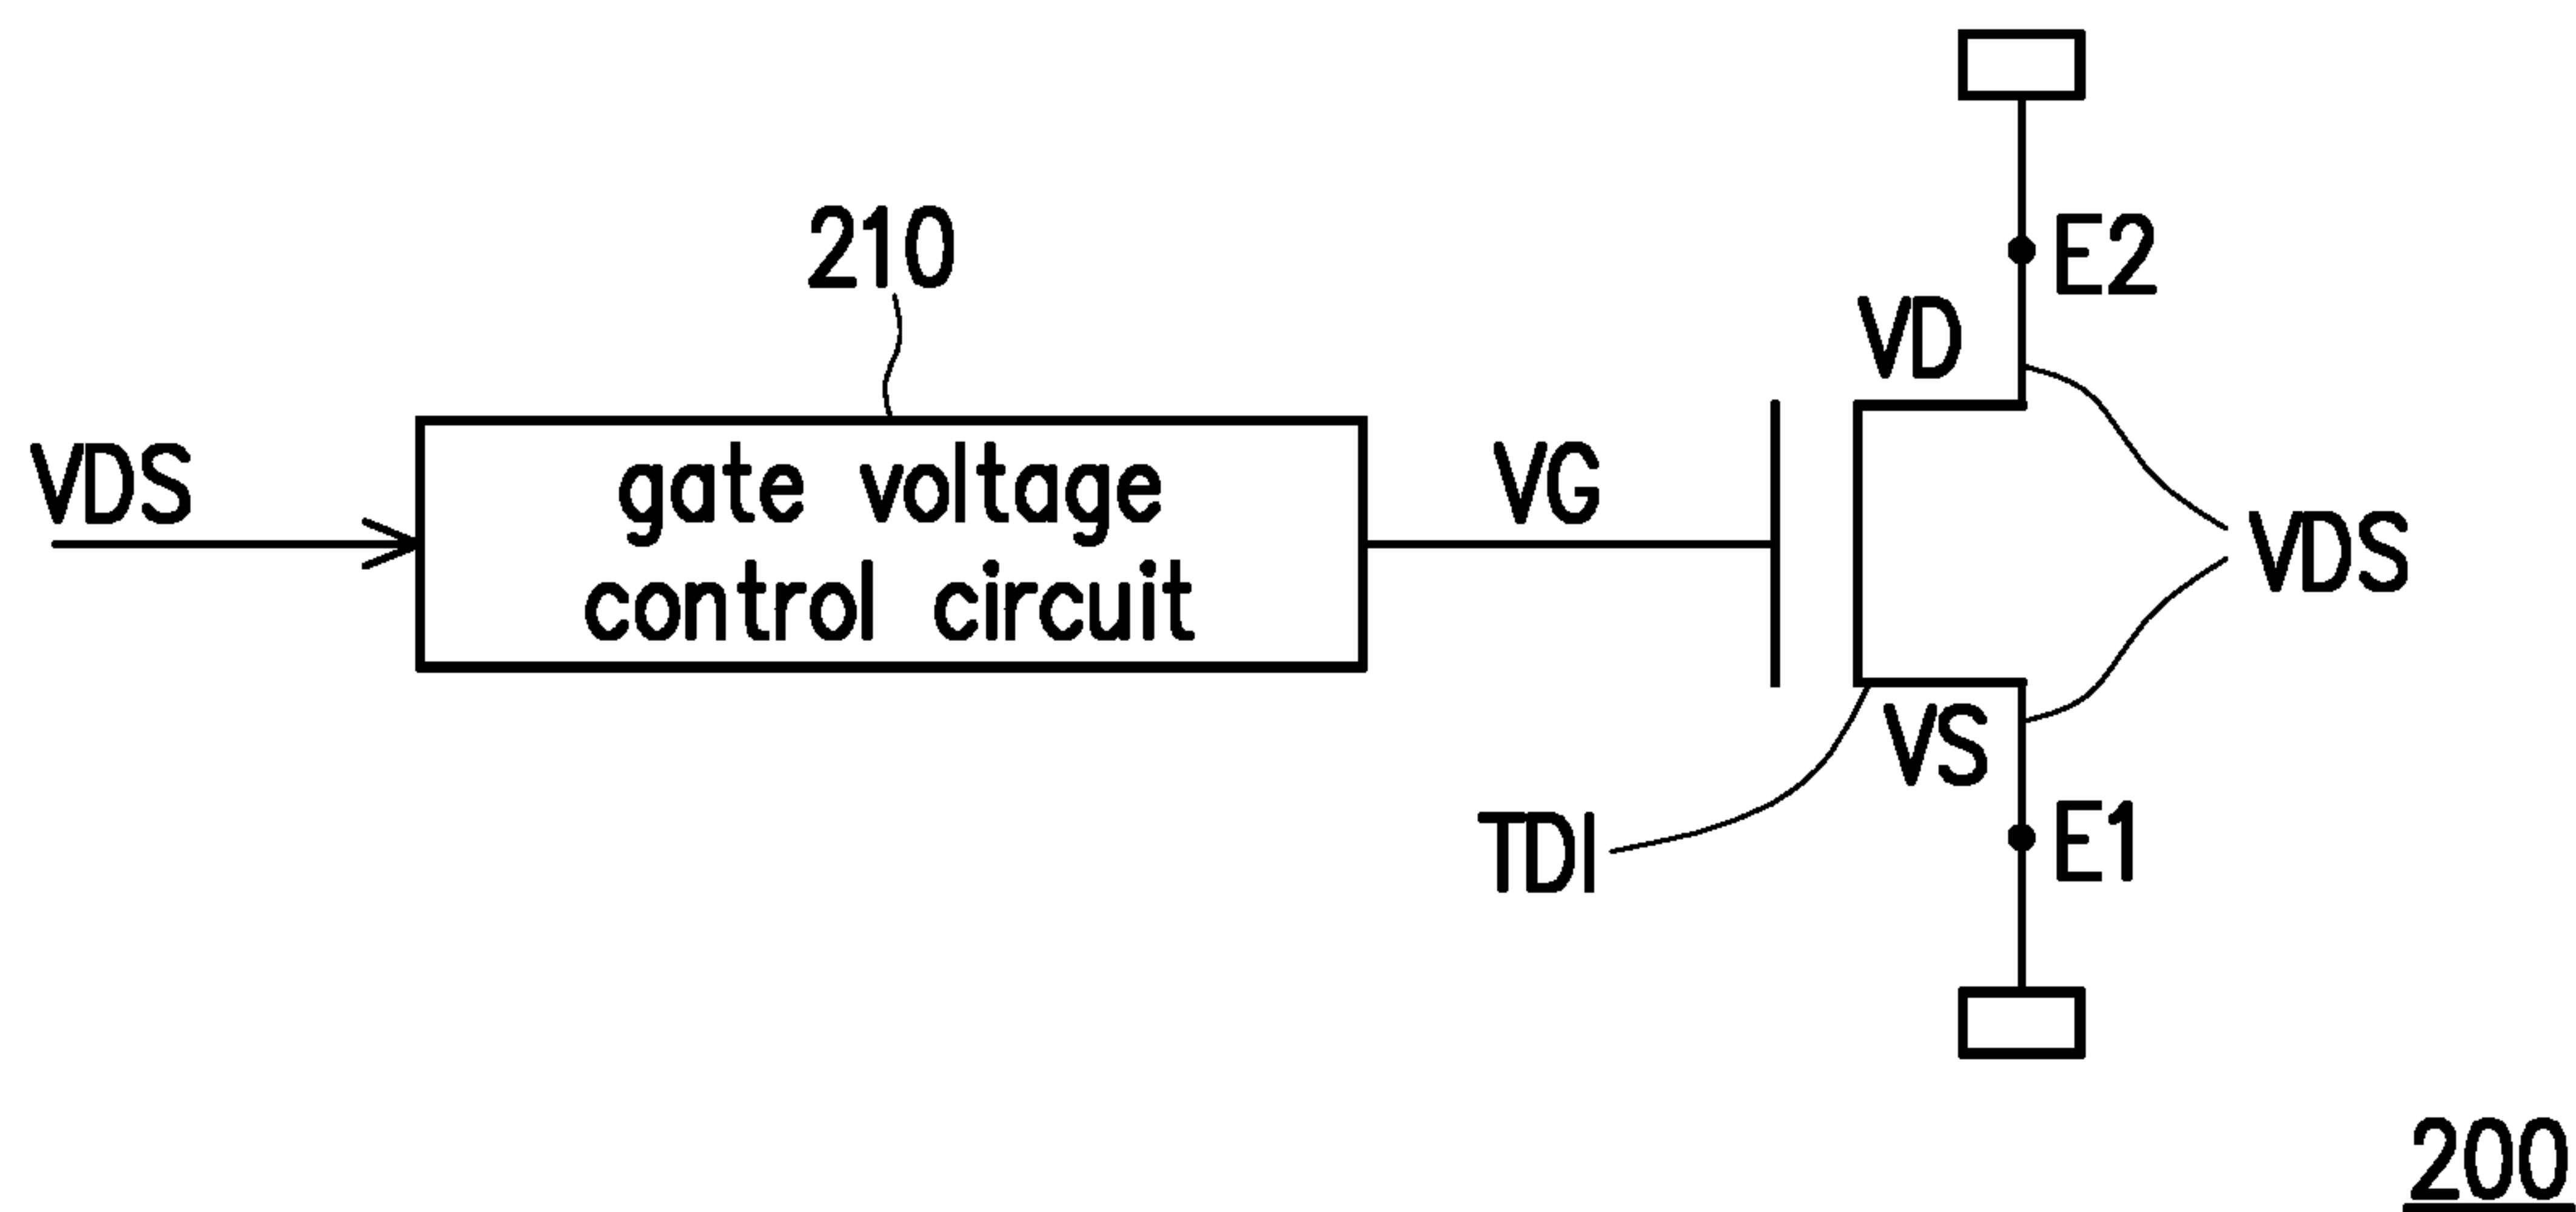 210
E2
VD
VDS
gate voltage
control circuit
VG
VDS
VS
TDI
E1
200